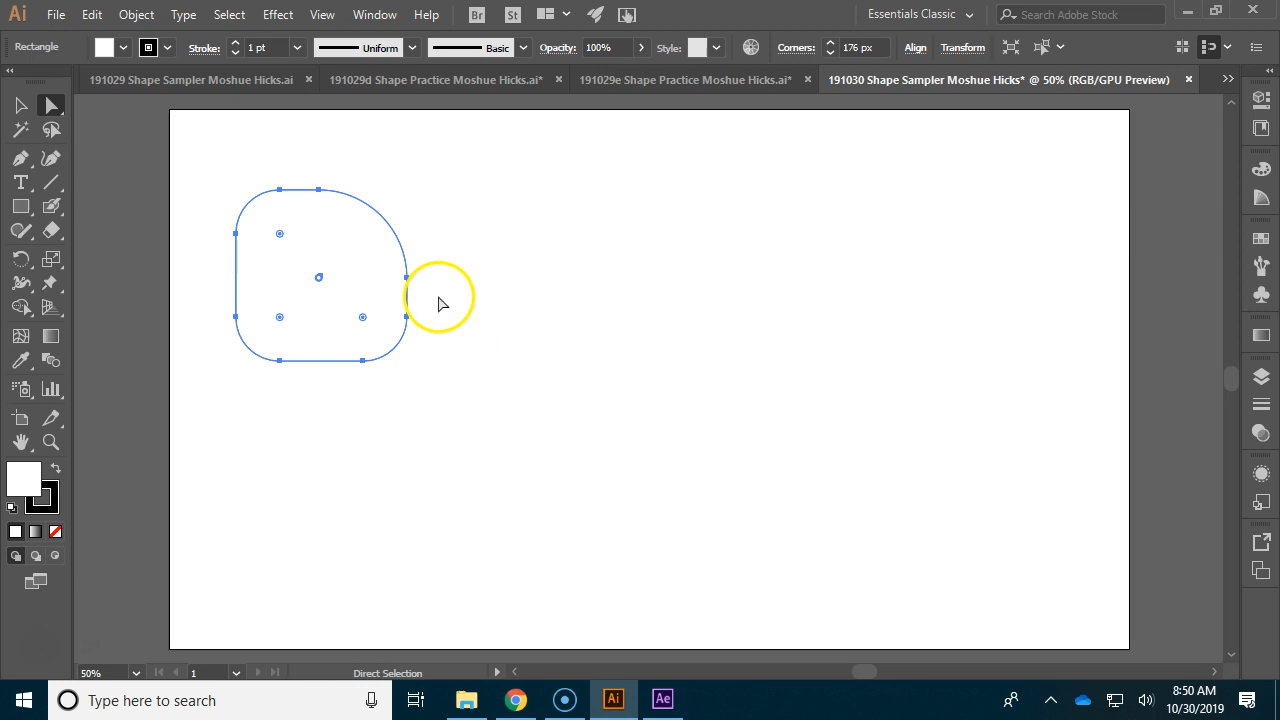 Ai File Edit Object Type Select Effect View Window Help Br St Essentials Classic Search Adobe Stock
Rectangle Stroke: 1 pt Uniform Basic Opacity: 100% Style: Corners: 176 px Align Transform
191029 Shape Sampler Moshue Hicks.ai × 191029d Shape Practice Moshue Hicks.ai* × 191029e Shape Practice Moshue Hicks.ai* × 191030 Shape Sampler Moshue Hicks* @ 50% (RGB/GPU Preview) ×
50% 1 Direct Selection
Type here to search Ai Ae 8:50 AM
10/30/2019